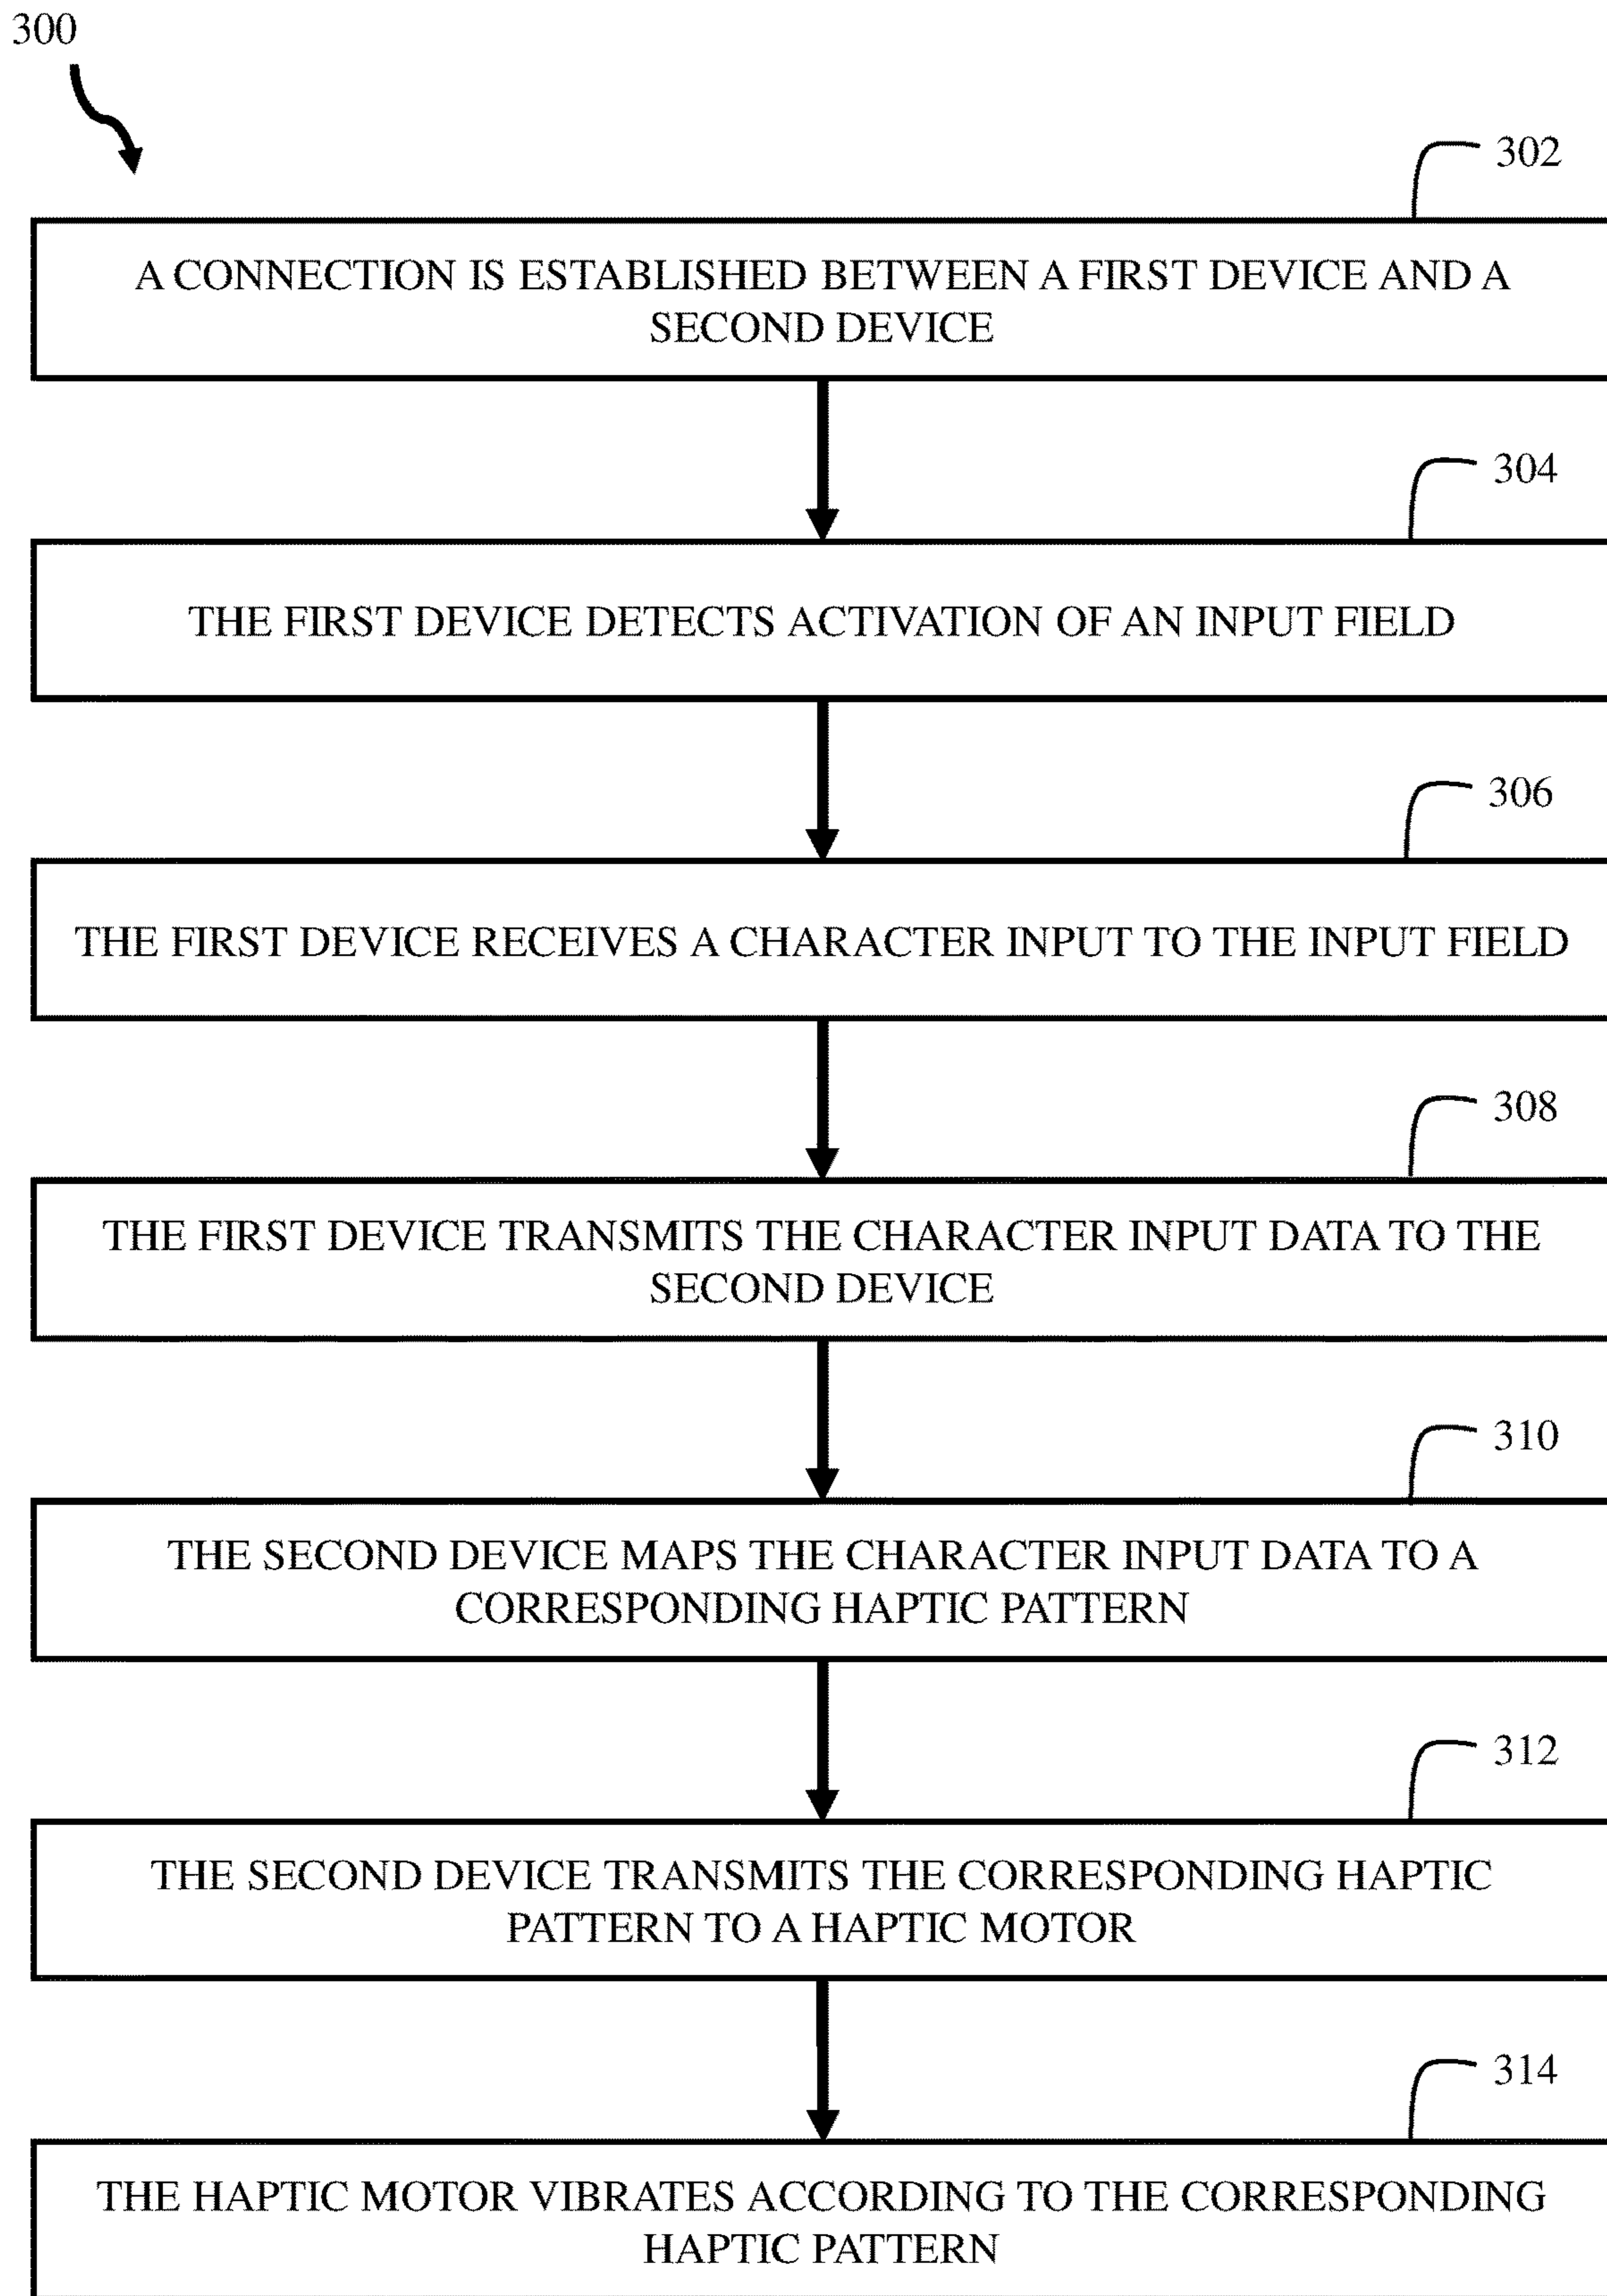 300
302
A CONNECTION IS ESTABLISHED BETWEEN A FIRST DEVICE AND A
SECOND DEVICE
304
THE FIRST DEVICE DETECTS ACTIVATION OF AN INPUT FIELD
306
THE FIRST DEVICE RECEIVES A CHARACTER INPUT TO THE INPUT FIELD
308
THE FIRST DEVICE TRANSMITS THE CHARACTER INPUT DATA TO THE
SECOND DEVICE
310
THE SECOND DEVICE MAPS THE CHARACTER INPUT DATA TO A
CORRESPONDING HAPTIC PATTERN
312
THE SECOND DEVICE TRANSMITS THE CORRESPONDING HAPTIC
PATTERN TO A HAPTIC MOTOR
314
THE HAPTIC MOTOR VIBRATES ACCORDING TO THE CORRESPONDING
HAPTIC PATTERN